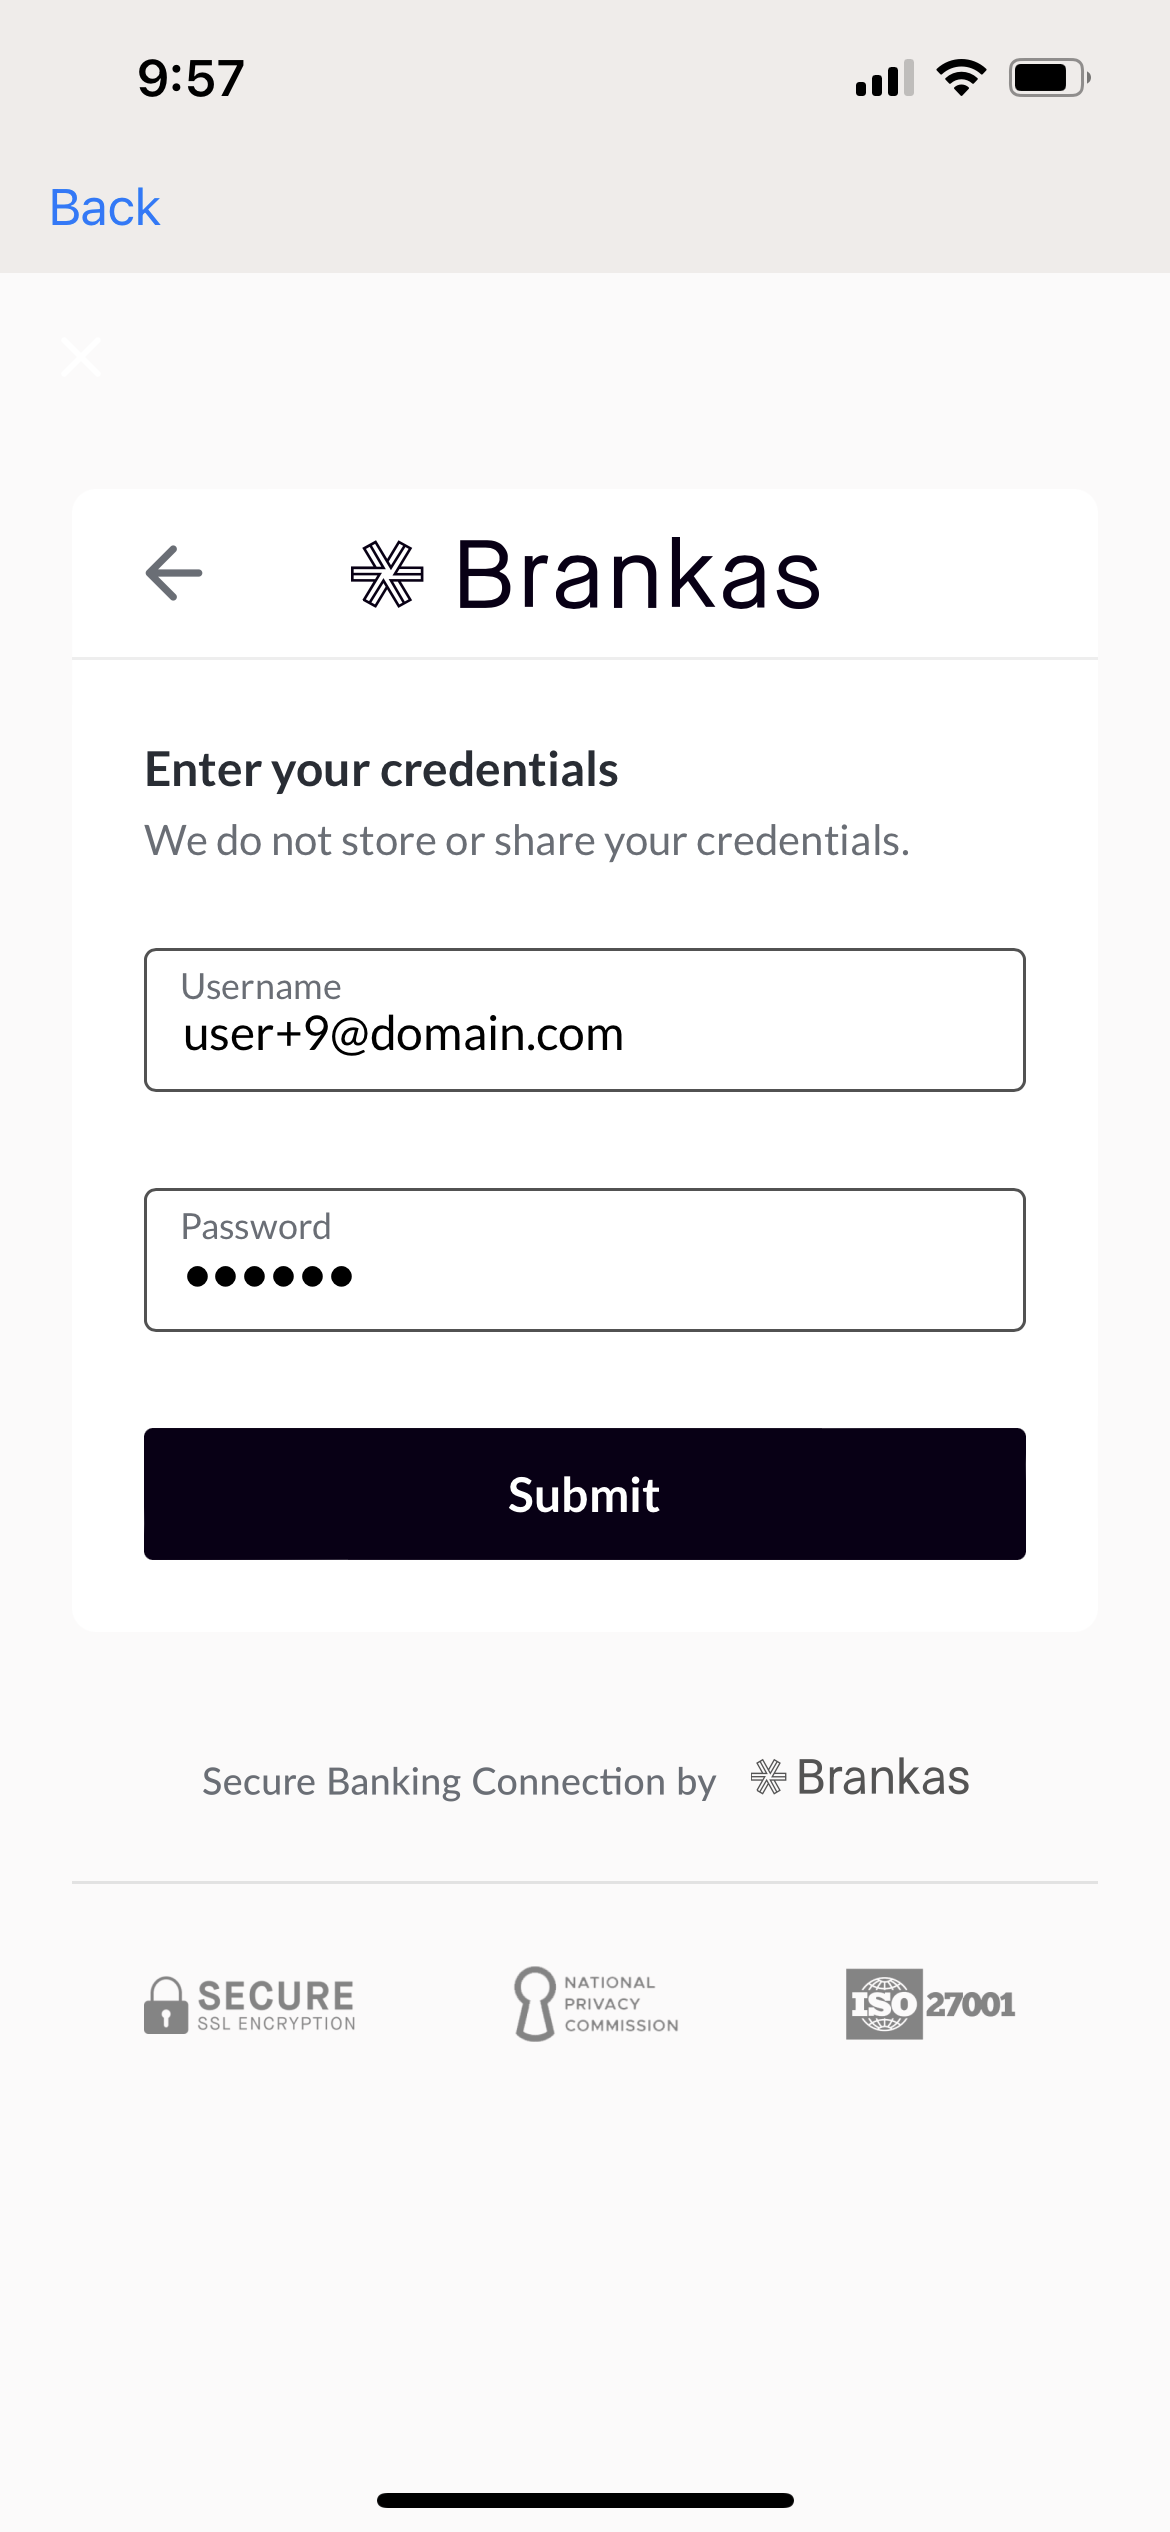 9:57
Back
Brankas
Enter your credentials
We do not store or share your credentials.
Username
user+9@domain.com
Password
••••••
Submit
Secure Banking Connection by Brankas
SECURE
SSL ENCRYPTION
NATIONAL
PRIVACY
COMMISSION
ISO 27001